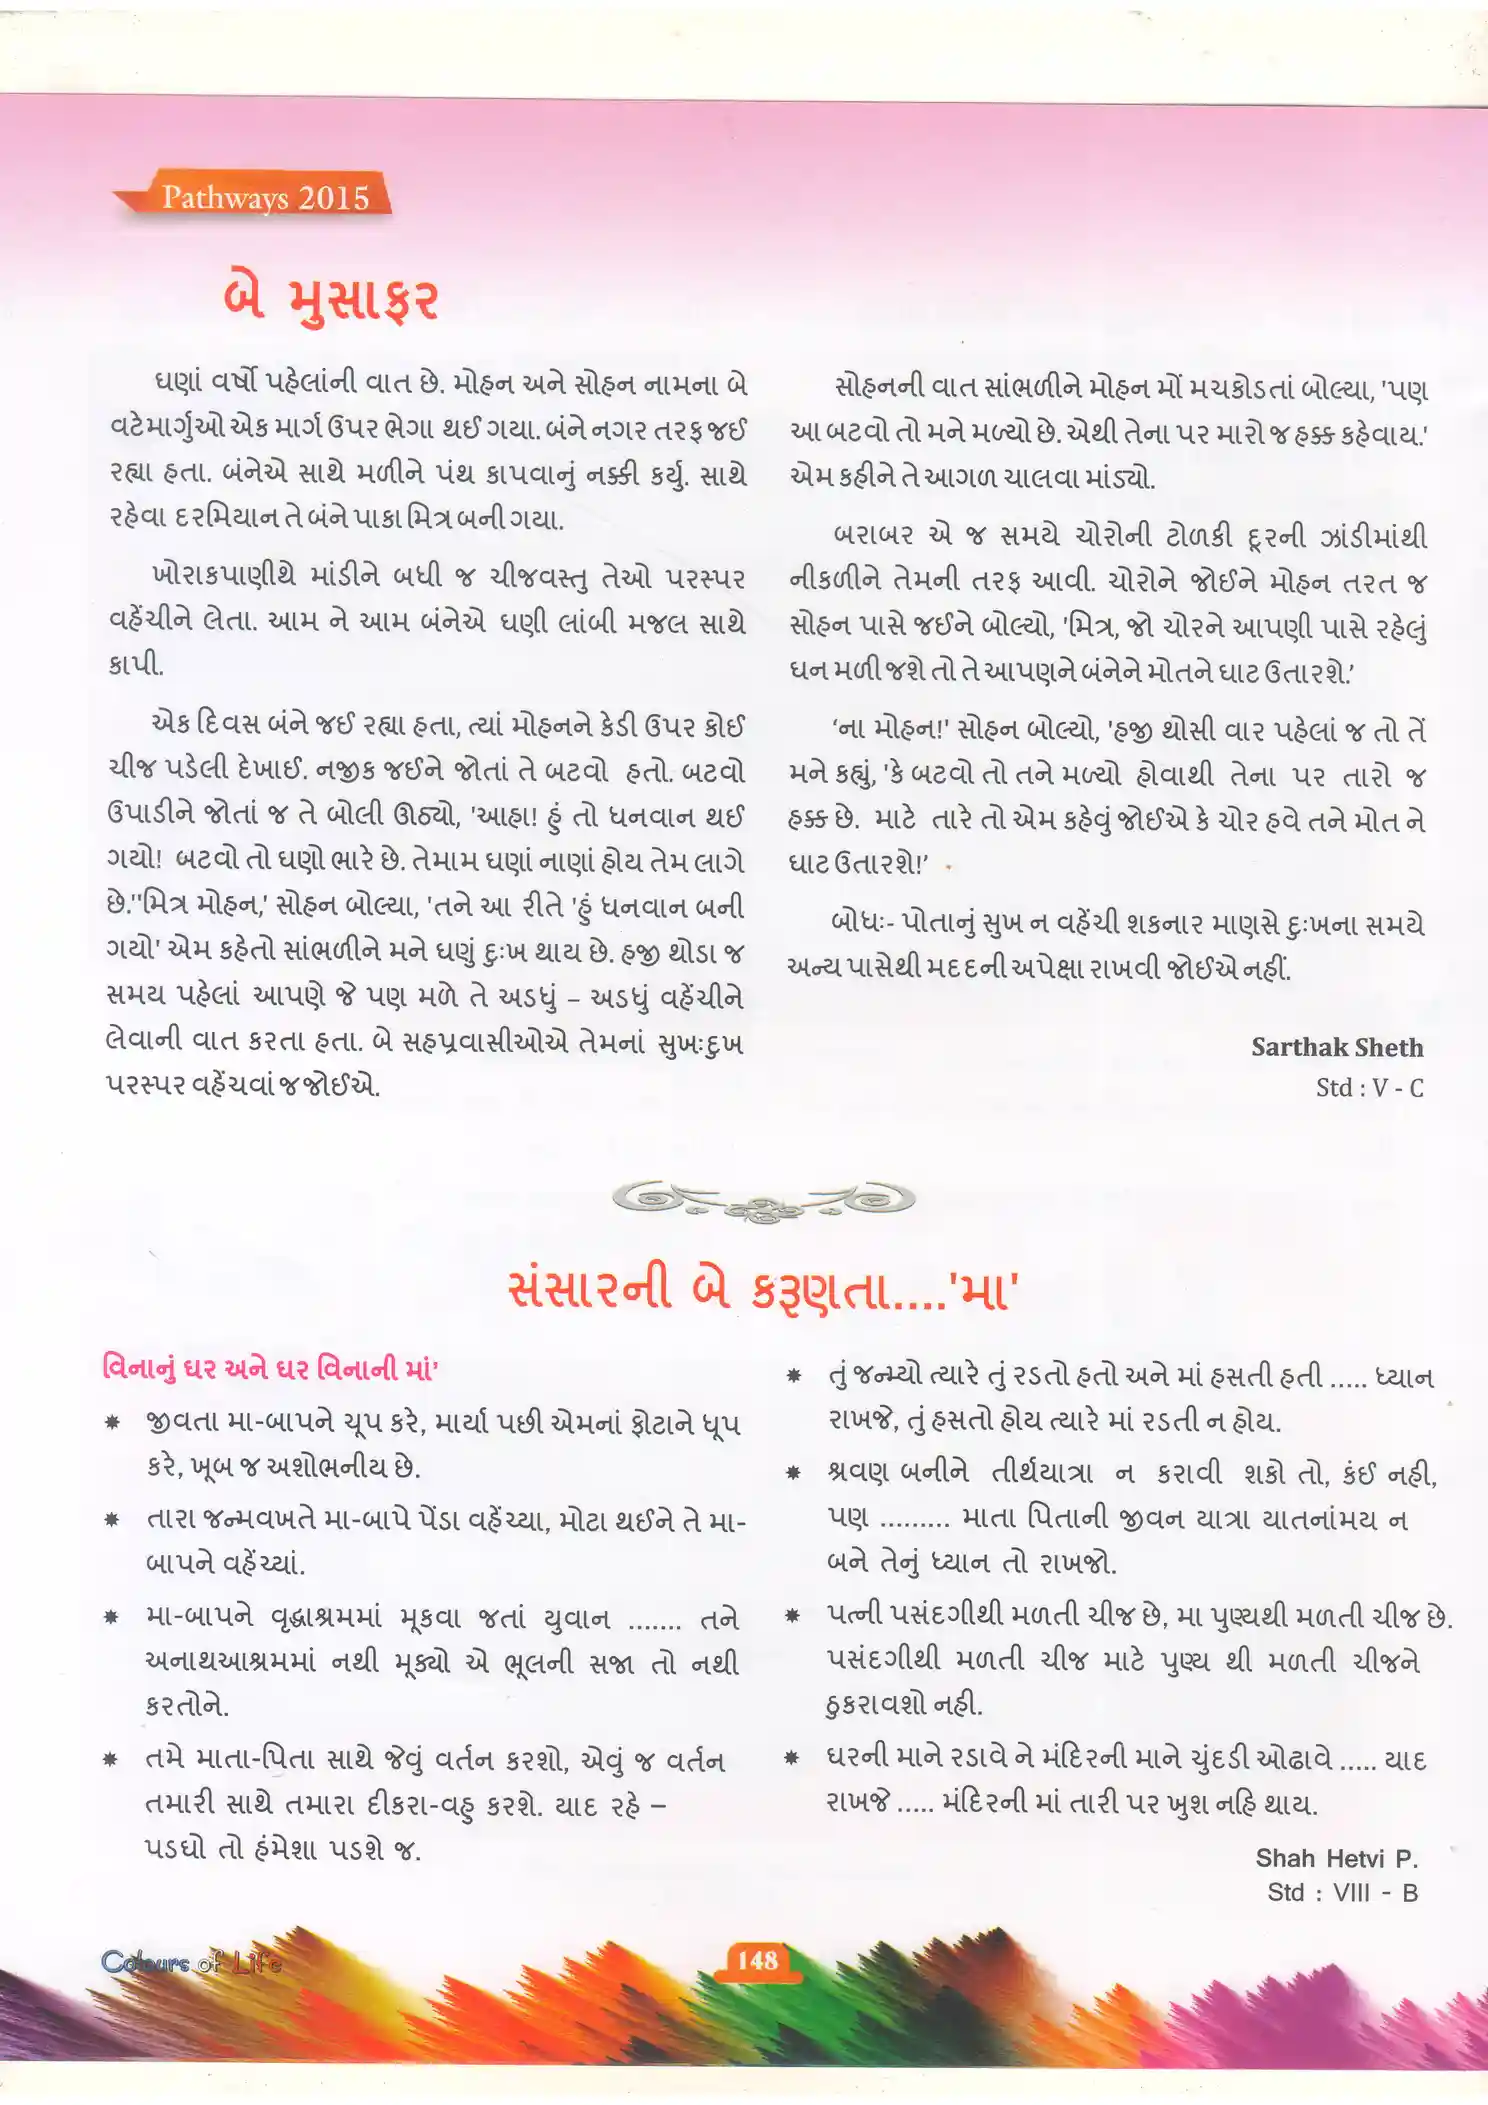 Pathways 2015
બે મુસાફર
ઘણાં વર્ષો પહેલાંની વાત છે. મોહન અને સોહન નામના બે
વટેમાર્ગુઓ એક માર્ગ ઉપર ભેગા થઈ ગયા. બંને નગર તરફ જઈ
રહ્યા હતા. બંનેએ સાથે મળીને પંથ કાપવાનું નક્કી કર્યુ. સાથે
રહેવા દરમિયાન તે બંને પાકા મિત્ર બની ગયા.
ખોરાકપાણીથે માંડીને બધી જ ચીજવસ્તુ તેઓ પરસ્પર
વહેંચીને લેતા. આમ ને આમ બંનેએ ઘણી લાંબી મજલ સાથે
કાપી.
એક દિવસ બંને જઈ રહ્યા હતા, ત્યાં મોહનને કેડી ઉપર કોઈ
ચીજ પડેલી દેખાઈ. નજીક જઈને જોતાં તે બટવો હતો. બટવો
ઉપાડીને જોતાં જ તે બોલી ઊઠ્યો, 'આહા! હું તો ધનવાન થઈ
ગયો! બટવો તો ઘણો ભારે છે. તેમામ ઘણાં નાણાં હોય તેમ લાગે
છે.''મિત્ર મોહન,' સોહન બોલ્યા, 'તને આ રીતે 'હું ધનવાન બની
ગયો' એમ કહેતો સાંભળીને મને ઘણું દુઃખ થાય છે. હજી થોડા જ
સમય પહેલાં આપણે જે પણ મળે તે અડધું – અડધું વહેંચીને
લેવાની વાત કરતા હતા. બે સહપ્રવાસીઓએ તેમનાં સુખઃદુખ
પરસ્પર વહેંચવાં જ જોઈએ.
સોહનની વાત સાંભળીને મોહન મોં મચકોડતાં બોલ્યા, 'પણ
આ બટવો તો મને મળ્યો છે. એથી તેના પર મારો જ હક્ક કહેવાય.'
એમ કહીને તે આગળ ચાલવા માંડ્યો.
બરાબર એ જ સમયે ચોરોની ટોળકી દૂરની ઝાંડીમાંથી
નીકળીને તેમની તરફ આવી. ચોરોને જોઈને મોહન તરત જ
સોહન પાસે જઈને બોલ્યો, 'મિત્ર, જો ચોરને આપણી પાસે રહેલું
ધન મળી જશે તો તે આપણને બંનેને મોતને ઘાટ ઉતારશે.'
'ના મોહન!' સોહન બોલ્યો, 'હજી થોસી વાર પહેલાં જ તો તેં
મને કહ્યું, 'કે બટવો તો તને મળ્યો હોવાથી તેના પર તારો જ
હક્ક છે. માટે તારે તો એમ કહેવું જોઈએ કે ચોર હવે તને મોત ને
ઘાટ ઉતારશે!'
બોધઃ- પોતાનું સુખ ન વહેંચી શકનાર માણસે દુઃખના સમયે
અન્ય પાસેથી મદદની અપેક્ષા રાખવી જોઈએ નહીં.
Sarthak Sheth
Std : V - C
સંસારની બે કરૂણતા....'મા'
વિનાનું ઘર અને ઘર વિનાની માં'
* જીવતા મા-બાપને ચૂપ કરે, માર્યા પછી એમનાં ફોટાને ધૂપ
કરે, ખૂબ જ અશોભનીય છે.
* તારા જન્મવખતે મા-બાપે પેંડા વહેંચ્યા, મોટા થઈને તે મા-
બાપને વહેંચ્યાં.
* મા-બાપને વૃદ્ધાશ્રમમાં મૂકવા જતાં યુવાન ....... તને
અનાથઆશ્રમમાં નથી મૂક્યો એ ભૂલની સજા તો નથી
કરતોને.
* તમે માતા-પિતા સાથે જેવું વર્તન કરશો, એવું જ વર્તન
તમારી સાથે તમારા દીકરા-વહુ કરશે. યાદ રહે –
પડઘો તો હંમેશા પડશે જ.
* તું જન્મ્યો ત્યારે તું રડતો હતો અને માં હસતી હતી ..... ધ્યાન
રાખજે, તું હસતો હોય ત્યારે માં રડતી ન હોય.
* શ્રવણ બનીને તીર્થયાત્રા ન કરાવી શકો તો, કંઈ નહી,
પણ ......... માતા પિતાની જીવન યાત્રા યાતનાંમય ન
બને તેનું ધ્યાન તો રાખજો.
* પત્ની પસંદગીથી મળતી ચીજ છે, મા પુણ્યથી મળતી ચીજ છે.
પસંદગીથી મળતી ચીજ માટે પુણ્ય થી મળતી ચીજને
ઠુકરાવશો નહી.
* ઘરની માને રડાવે ને મંદિરની માને ચુંદડી ઓઢાવે ..... યાદ
રાખજે ..... મંદિરની માં તારી પર ખુશ નહિ થાય.
Shah Hetvi P.
Std : VIII - B
Colours of Life
148